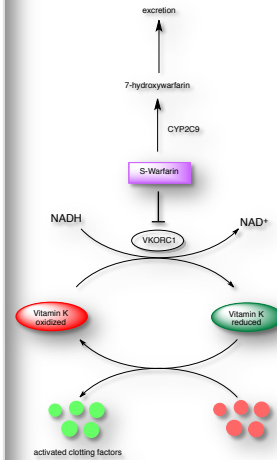 excretion
7-hydroxywarfarin
CYP2C9
S-Warfarin
NADH
NAD+
VKORC1
Vitamin K
oxidized
Vitamin K
reduced
activated clotting factors